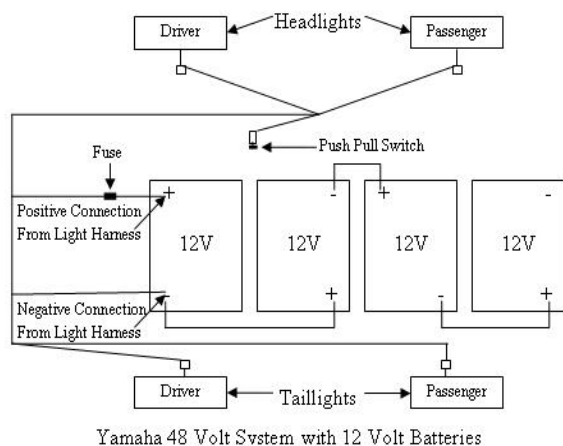 Driver
Headlights
Passenger
Fuse
Push Pull Switch
+
-
+
-
Positive Connection
From Light Harness
12V
12V
12V
12V
-
+
-
+
Negative Connection
From Light Harness
Driver
Taillights
Passenger
Yamaha 48 Volt System with 12 Volt Batteries